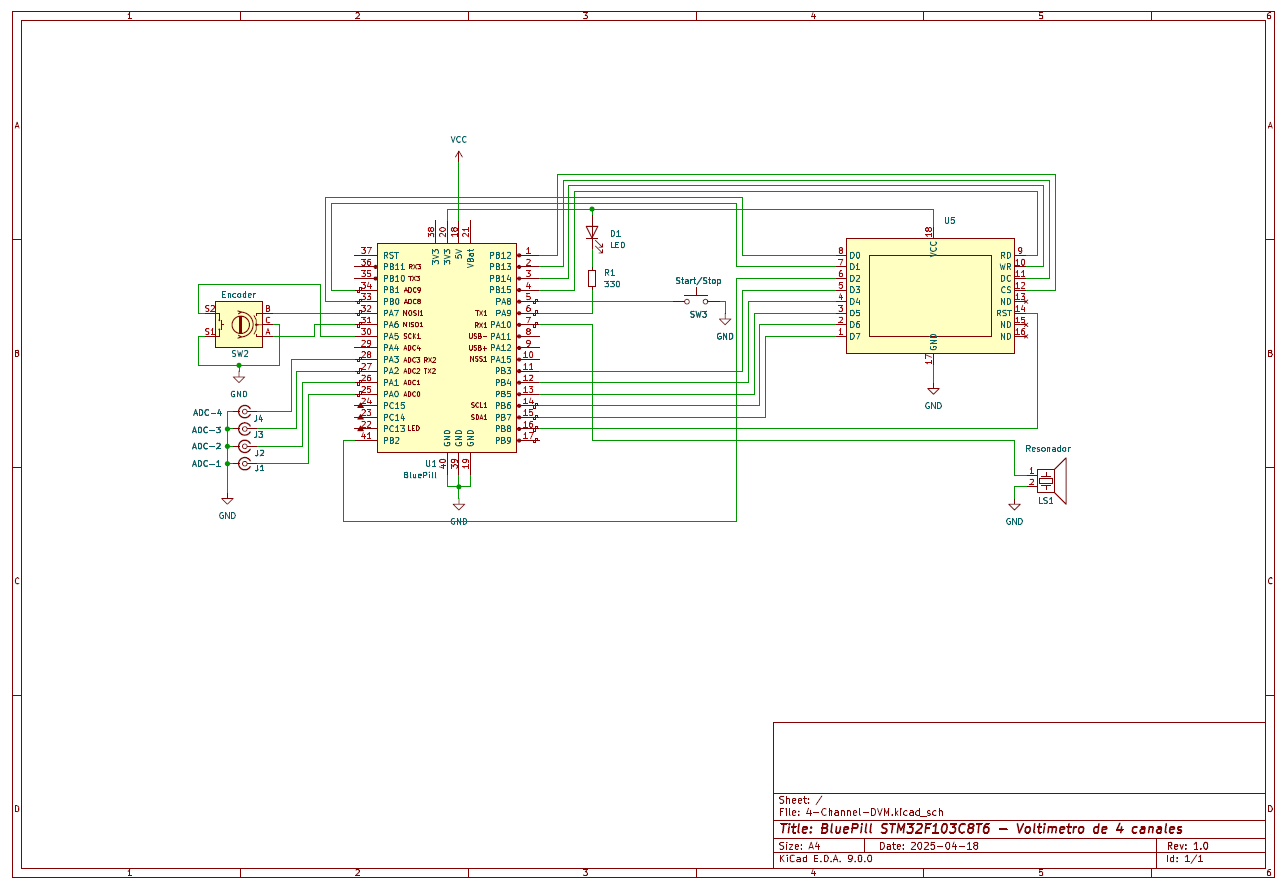 1 2 3 4 5 6
A A
VCC
U5
38 20 18 21
3V3 3V3 5V VBat
18
VCC
D1
LED
R1
330
37 RST
36 PB11 RX3
35 PB10 TX3
34 PB1 ADC9
33 PB0 ADC8
32 PA7 MOSI1
31 PA6 MISO1
30 PA5 SCK1
29 PA4 ADC4
28 PA3 ADC3 RX2
27 PA2 ADC2 TX2
26 PA1 ADC1
25 PA0 ADC0
24 PC15
23 PC14
22 PC13 LED
41 PB2
PB12 1
PB13 2
PB14 3
PB15 4
PA8 5
TX1 PA9 6
RX1 PA10 7
USB- PA11 8
USB+ PA12 9
NSS1 PA15 10
PB3 11
PB4 12
PB5 13
SCL1 PB6 14
SDA1 PB7 15
PB8 16
PB9 17
GND GND GND
40 39 19
U1
BluePill
GND
8 D0
7 D1
6 D2
5 D3
4 D4
3 D5
2 D6
1 D7
RD 9
WR 10
DC 11
CS 12
ND 13
RST 14
ND 15
ND 16
GND
17
GND
Start/Stop
SW3
GND
Encoder
S2 B
C
S1 A
SW2
GND
B B
ADC-4
J4
ADC-3
J3
ADC-2
J2
ADC-1
J1
GND
Resonador
1
2
LS1
GND
C C
D D
Sheet: /
File: 4-Channel-DVM.kicad_sch
Title: BluePill STM32F103C8T6 – Voltimetro de 4 canales
Size: A4 Date: 2025-04-18 Rev: 1.0
KiCad E.D.A. 9.0.0 Id: 1/1
1 2 3 4 5 6